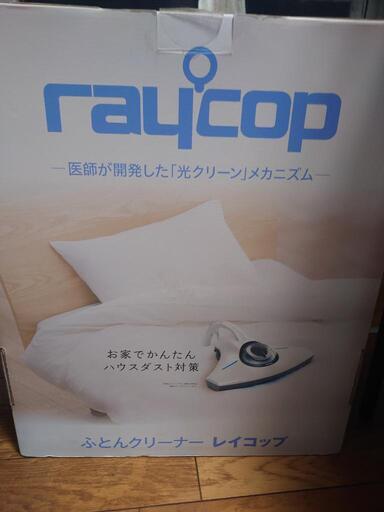 raycop
医師が開発した「光クリーン」メカニズム
お家でかんたん
ハウスダスト対策
ふとんクリーナー レイコップ